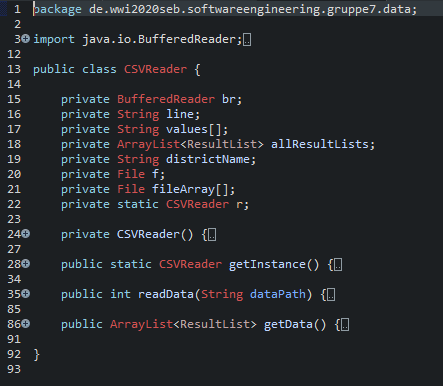 1 package de.wwi2020seb.softwareengineering.gruppe7.data;
2
3 import java.io.BufferedReader;
12
13 public class CSVReader {
14
15 private BufferedReader br;
16 private String line;
17 private String values[];
18 private ArrayList<ResultList> allResultLists;
19 private String districtName;
20 private File f;
21 private File fileArray[];
22 private static CSVReader r;
23
24 private CSVReader() {
27
28 public static CSVReader getInstance() {
34
35 public int readData(String dataPath) {
85
86 public ArrayList<ResultList> getData() {
91
92 }
93